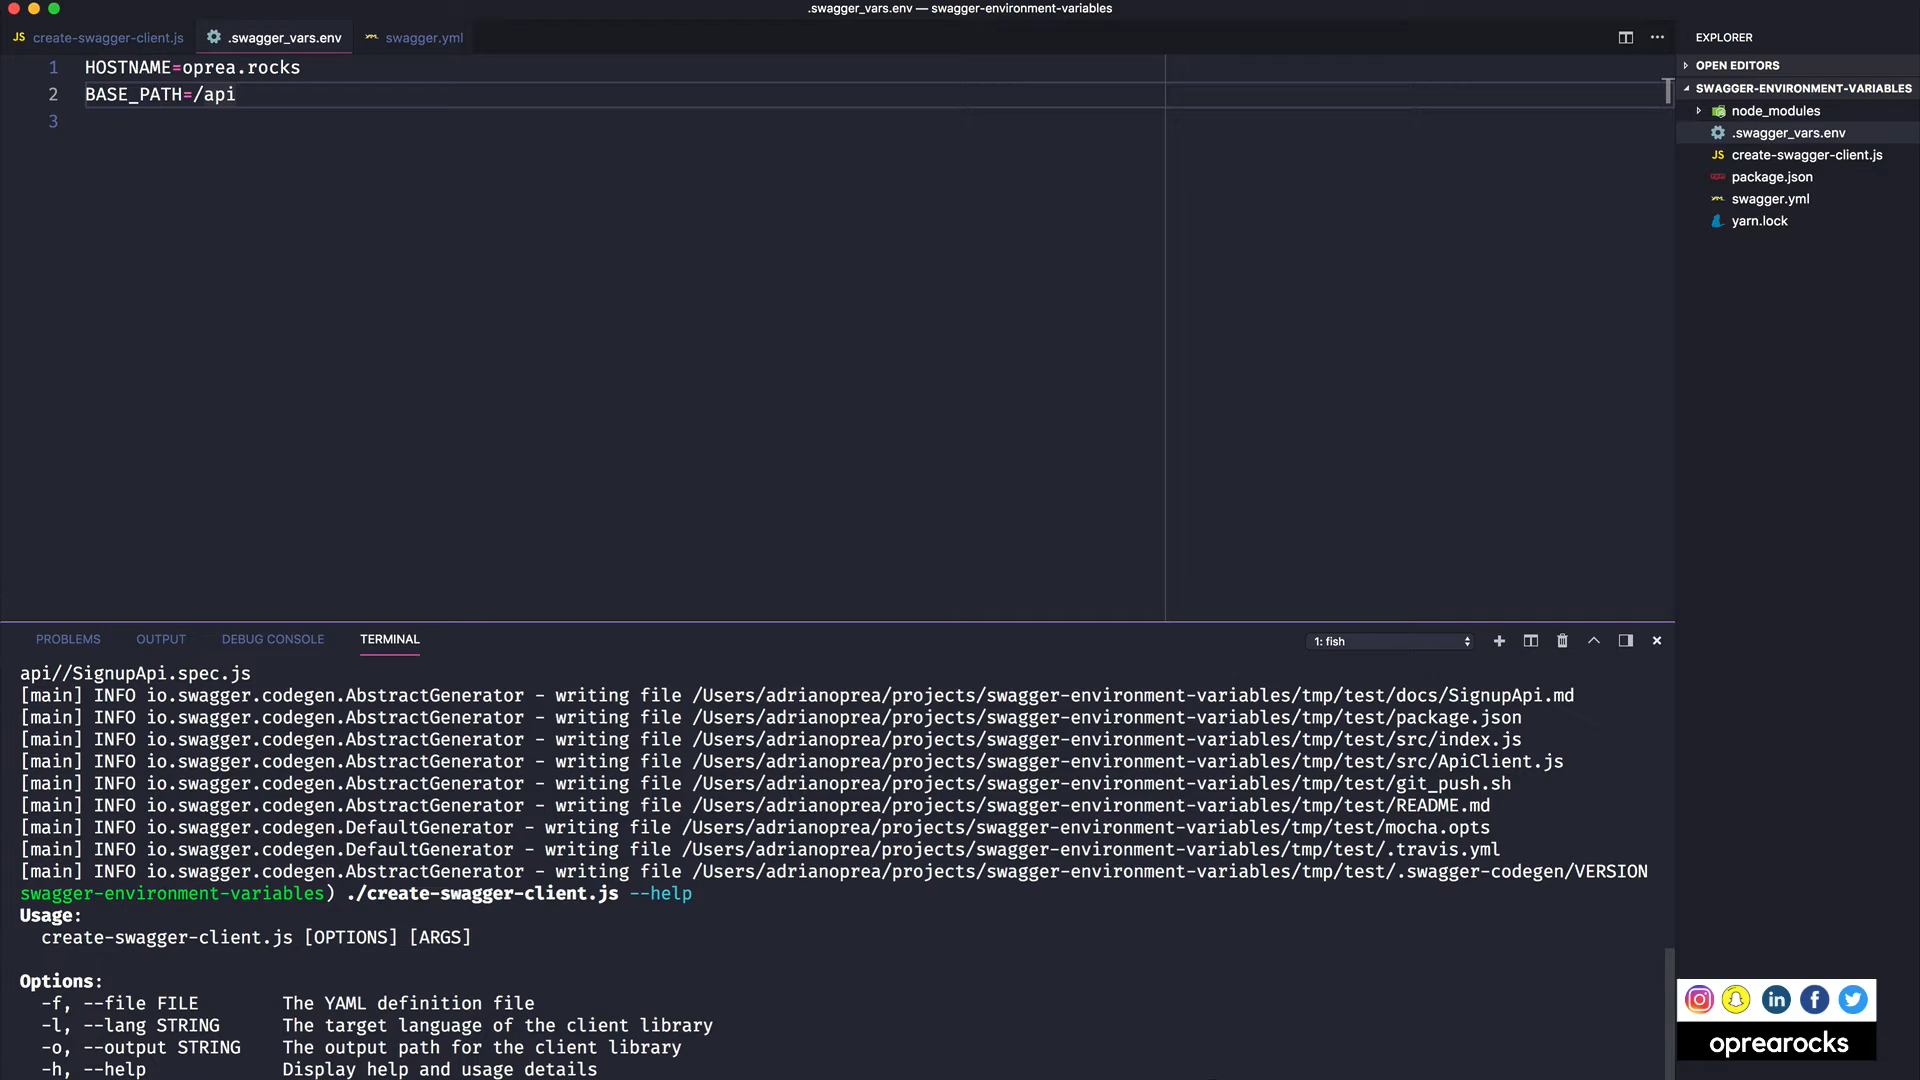 .swagger_vars.env — swagger-environment-variables
JS create-swagger-client.js
.swagger_vars.env
swagger.yml
1 HOSTNAME=oprea.rocks
2 BASE_PATH=/api
3
EXPLORER
OPEN EDITORS
SWAGGER-ENVIRONMENT-VARIABLES
node_modules
.swagger_vars.env
JS create-swagger-client.js
package.json
swagger.yml
yarn.lock
PROBLEMS OUTPUT DEBUG CONSOLE TERMINAL
1: fish
api//SignupApi.spec.js
[main] INFO io.swagger.codegen.AbstractGenerator - writing file /Users/adrianoprea/projects/swagger-environment-variables/tmp/test/docs/SignupApi.md
[main] INFO io.swagger.codegen.AbstractGenerator - writing file /Users/adrianoprea/projects/swagger-environment-variables/tmp/test/package.json
[main] INFO io.swagger.codegen.AbstractGenerator - writing file /Users/adrianoprea/projects/swagger-environment-variables/tmp/test/src/index.js
[main] INFO io.swagger.codegen.AbstractGenerator - writing file /Users/adrianoprea/projects/swagger-environment-variables/tmp/test/src/ApiClient.js
[main] INFO io.swagger.codegen.AbstractGenerator - writing file /Users/adrianoprea/projects/swagger-environment-variables/tmp/test/git_push.sh
[main] INFO io.swagger.codegen.AbstractGenerator - writing file /Users/adrianoprea/projects/swagger-environment-variables/tmp/test/README.md
[main] INFO io.swagger.codegen.DefaultGenerator - writing file /Users/adrianoprea/projects/swagger-environment-variables/tmp/test/mocha.opts
[main] INFO io.swagger.codegen.DefaultGenerator - writing file /Users/adrianoprea/projects/swagger-environment-variables/tmp/test/.travis.yml
[main] INFO io.swagger.codegen.AbstractGenerator - writing file /Users/adrianoprea/projects/swagger-environment-variables/tmp/test/.swagger-codegen/VERSION
swagger-environment-variables) ./create-swagger-client.js --help
Usage:
create-swagger-client.js [OPTIONS] [ARGS]
Options:
-f, --file FILE The YAML definition file
-l, --lang STRING The target language of the client library
-o, --output STRING The output path for the client library
-h, --help Display help and usage details
oprearocks